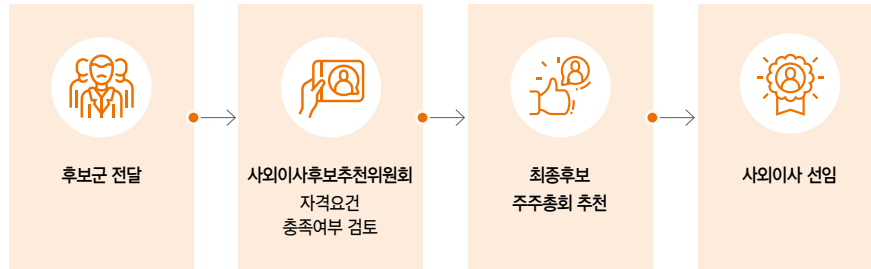 후보군 전달
사외이사후보추천위원회
자격요건
충족여부 검토
최종후보
주주총회 추천
사외이사 선임